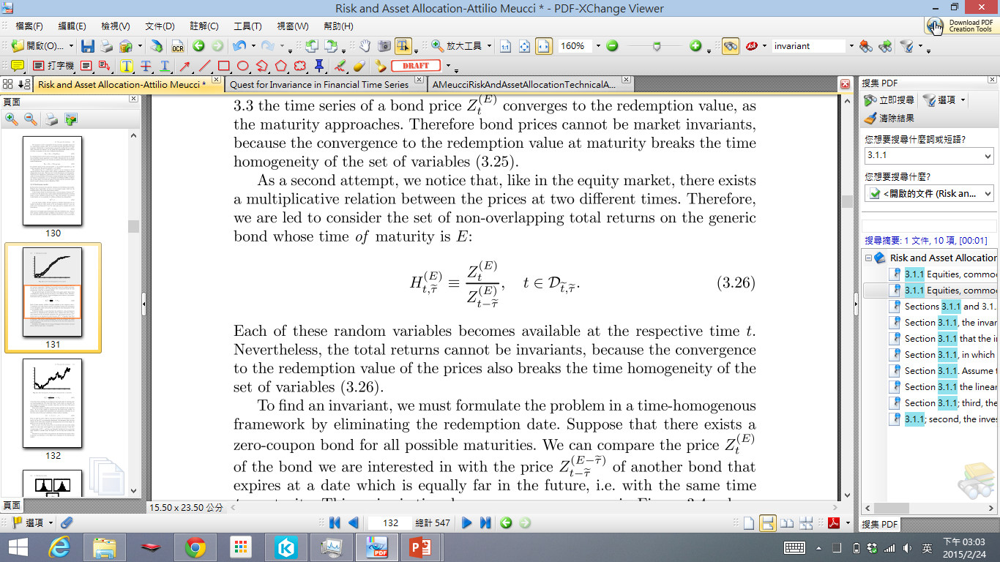 Risk and Asset Allocation-Attilio Meucci * - PDF-XChange Viewer
檔案(F) 編輯(E) 檢視(V) 文件(D) 註解(C) 工具(T) 視窗(W) 幫助(H)
Download PDF
Creation Tools
開啟(O)... OCR 放大工具 1:1 160% invariant
打字機 T T T DRAFT
Risk and Asset Allocation-Attilio Meucci * Quest for Invariance in Financial Time Series AMeucciRiskAndAssetAllocationTechnicalA...
頁面
130
131
132
頁面
3.3 the time series of a bond price Z_t^(E) converges to the redemption value, as
the maturity approaches. Therefore bond prices cannot be market invariants,
because the convergence to the redemption value at maturity breaks the time
homogeneity of the set of variables (3.25).
As a second attempt, we notice that, like in the equity market, there exists
a multiplicative relation between the prices at two different times. Therefore,
we are led to consider the set of non-overlapping total returns on the generic
bond whose time of maturity is E:
H_{t,τ̃}^(E) ≡ Z_t^(E) / Z_{t−τ̃}^(E), t ∈ D_{t̃,τ̃}. (3.26)
Each of these random variables becomes available at the respective time t.
Nevertheless, the total returns cannot be invariants, because the convergence
to the redemption value of the prices also breaks the time homogeneity of the
set of variables (3.26).
To find an invariant, we must formulate the problem in a time-homogenous
framework by eliminating the redemption date. Suppose that there exists a
zero-coupon bond for all possible maturities. We can compare the price Z_t^(E)
of the bond we are interested in with the price Z_{t−τ̃}^(E−τ̃) of another bond that
expires at a date which is equally far in the future, i.e. with the same time
15.50 x 23.50 公分
選項 132 總計 547
搜集 PDF
立即搜尋 選項
清除結果
你想要搜尋什麼詞或短語?
3.1.1
你想要搜尋什麼?
<開啟的文件 (Risk an...
搜尋摘要: 1 文件, 10 項, [00:01]
Risk and Asset Allocation
3.1.1 Equities, commo
3.1.1 Equities, commo
Sections 3.1.1 and 3.1.
Section 3.1.1, the invar
Section 3.1.1 that the i
Section 3.1.1, in which
Section 3.1.1. Assume t
Section 3.1.1 the linear
Section 3.1.1; third, the
3.1.1; second, the inves
搜集 PDF
PDF
英
下午 03:03
2015/2/24